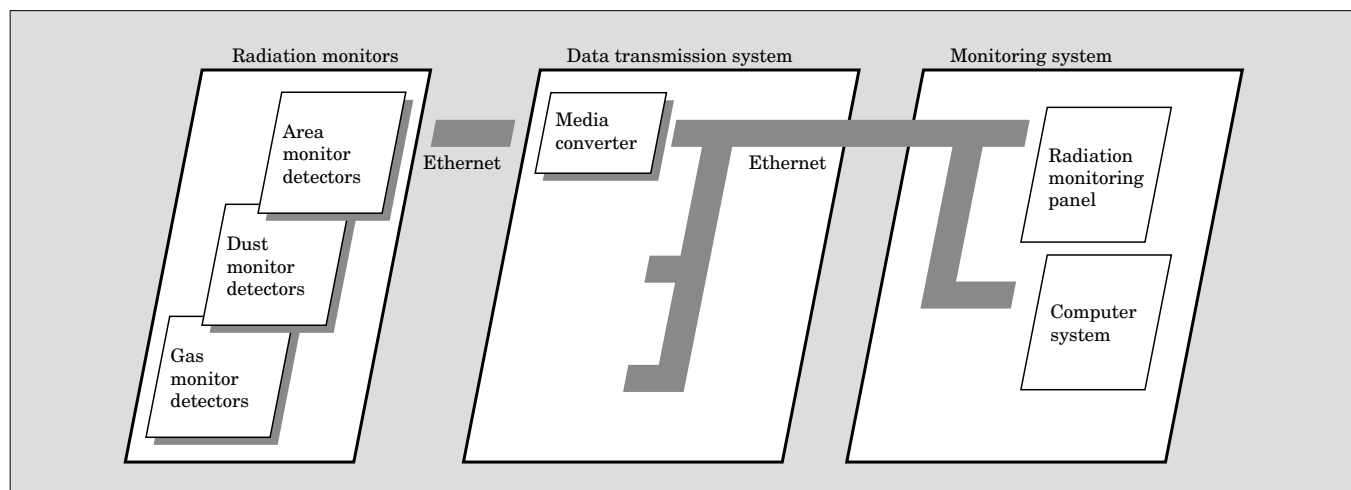 Radiation monitors
Data transmission system
Monitoring system
Area
monitor
detectors
Dust
monitor
detectors
Gas
monitor
detectors
Ethernet
Media
converter
Ethernet
Radiation
monitoring
panel
Computer
system